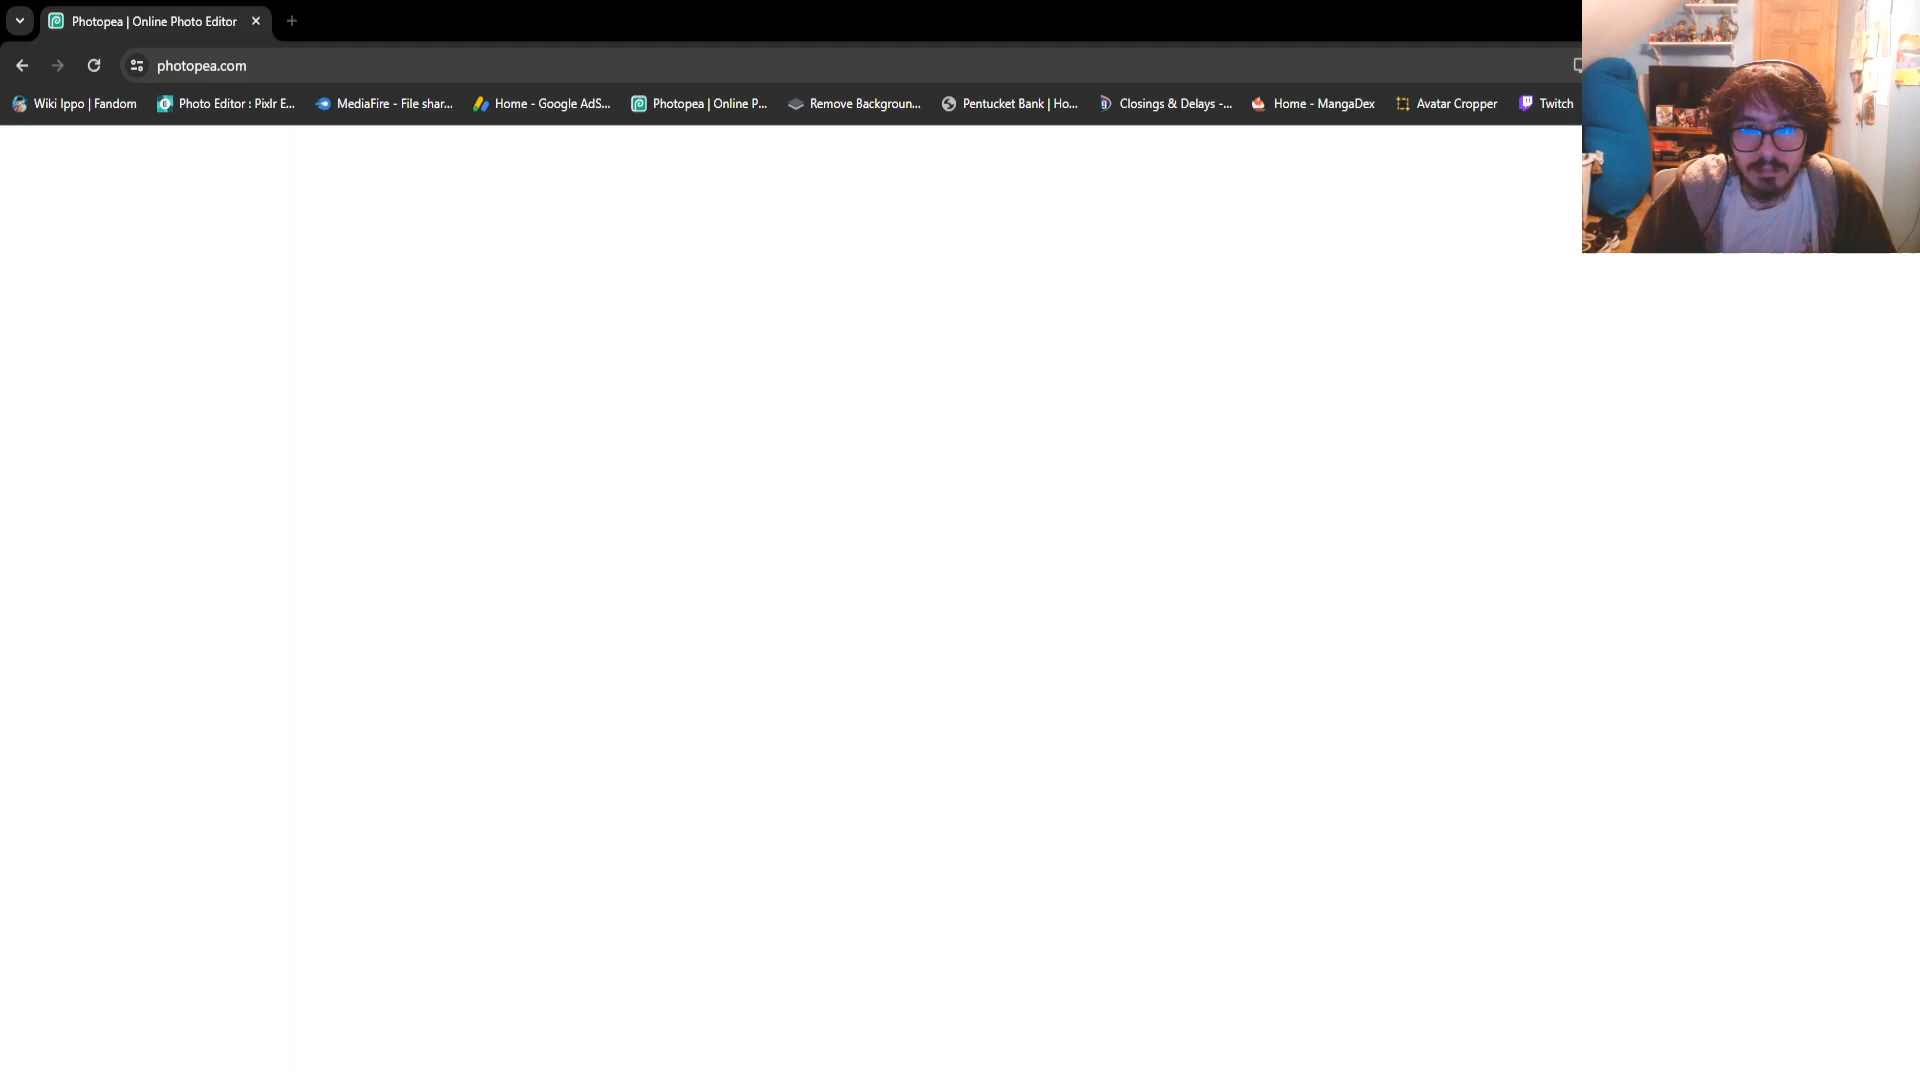 Photopea | Online Photo Editor
photopea.com
Wiki Ippo | Fandom
Photo Editor : Pixlr E...
MediaFire - File shar...
Home - Google AdS...
Photopea | Online P...
Remove Backgroun...
Pentucket Bank | Ho...
Closings & Delays -...
Home - MangaDex
Avatar Cropper
Twitch